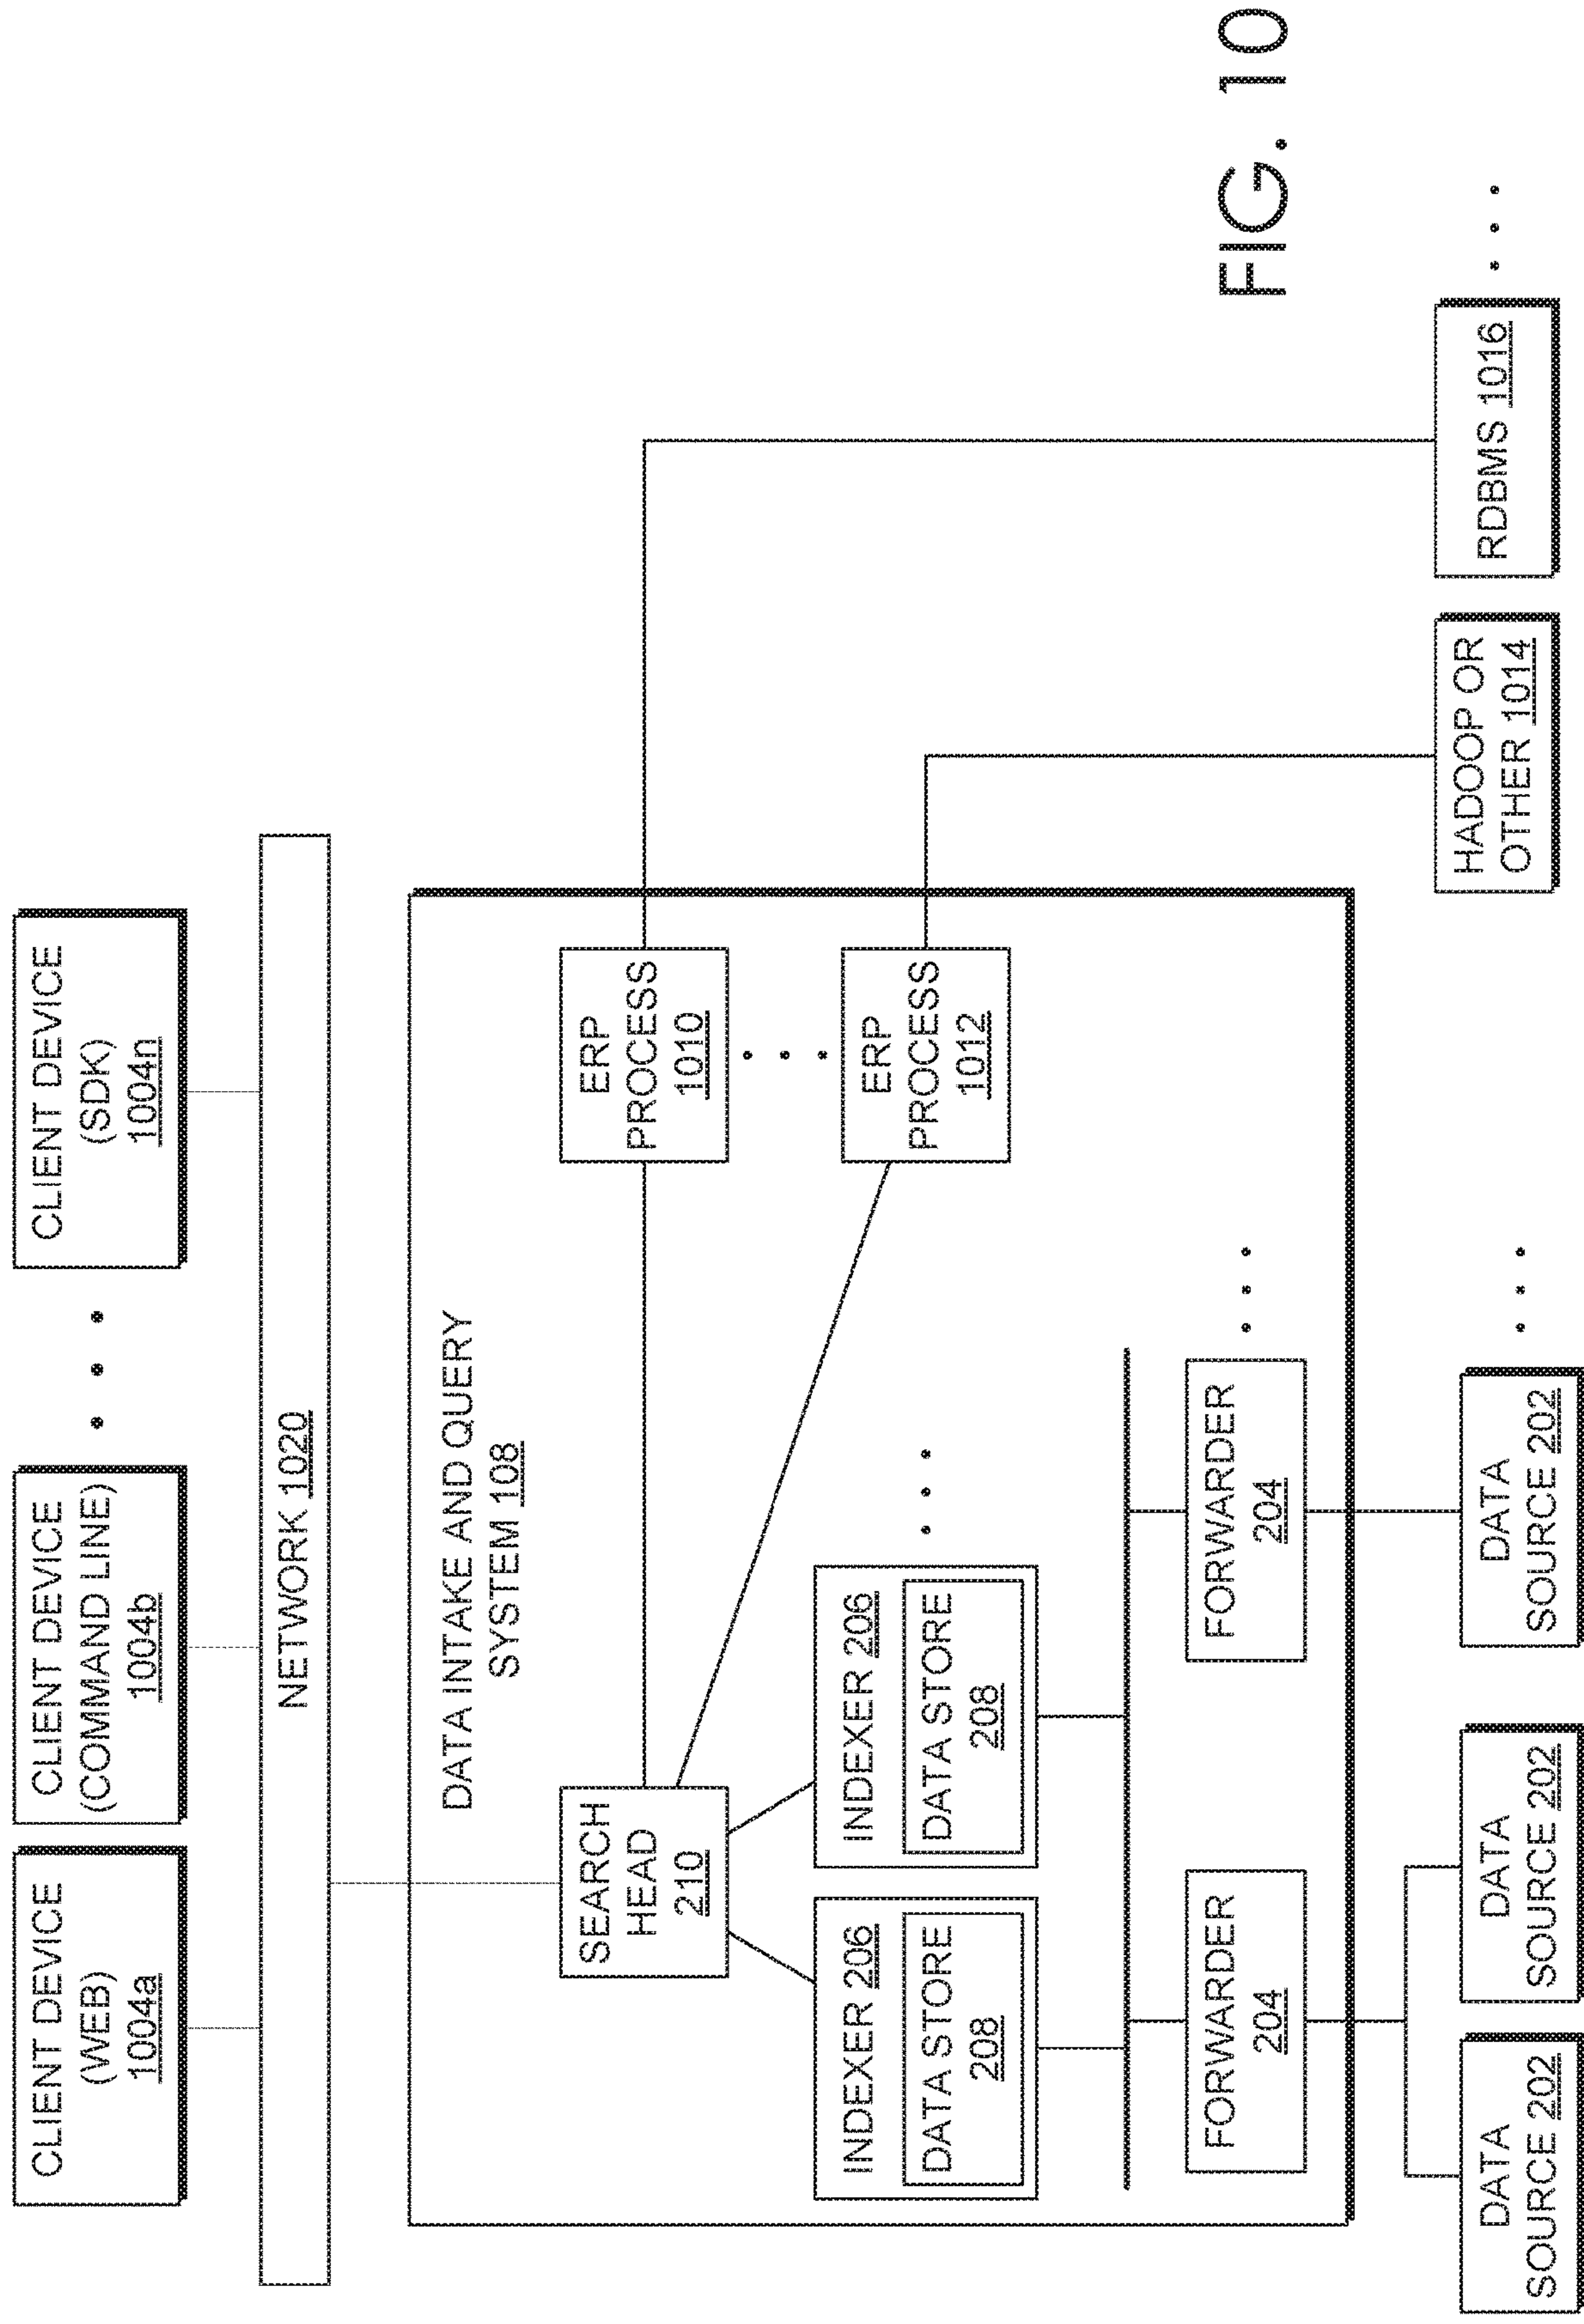 CLIENT DEVICE
(WEB)
1004a
CLIENT DEVICE
(COMMAND LINE)
1004b
CLIENT DEVICE
(SDK)
1004n
NETWORK 1020
DATA INTAKE AND QUERY
SYSTEM 108
SEARCH
HEAD
210
ERP
PROCESS
1010
INDEXER 206
DATA STORE
208
INDEXER 206
DATA STORE
208
ERP
PROCESS
1012
FORWARDER
204
FORWARDER
204
DATA
SOURCE 202
DATA
SOURCE 202
DATA
SOURCE 202
HADOOP OR
OTHER 1014
RDBMS 1016
FIG. 10